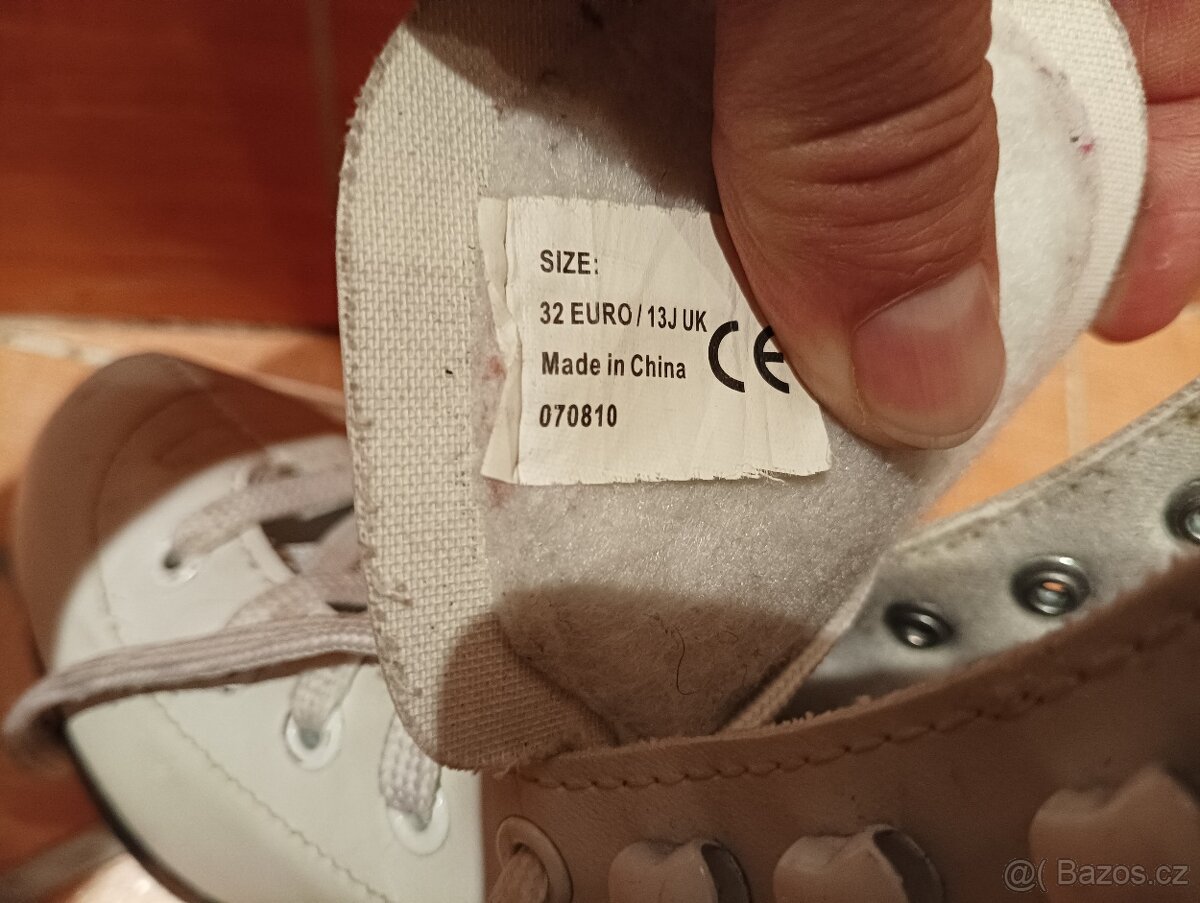 SIZE:
32 EURO / 13J UK
Made in China
CE
070810
@( Bazos.cz